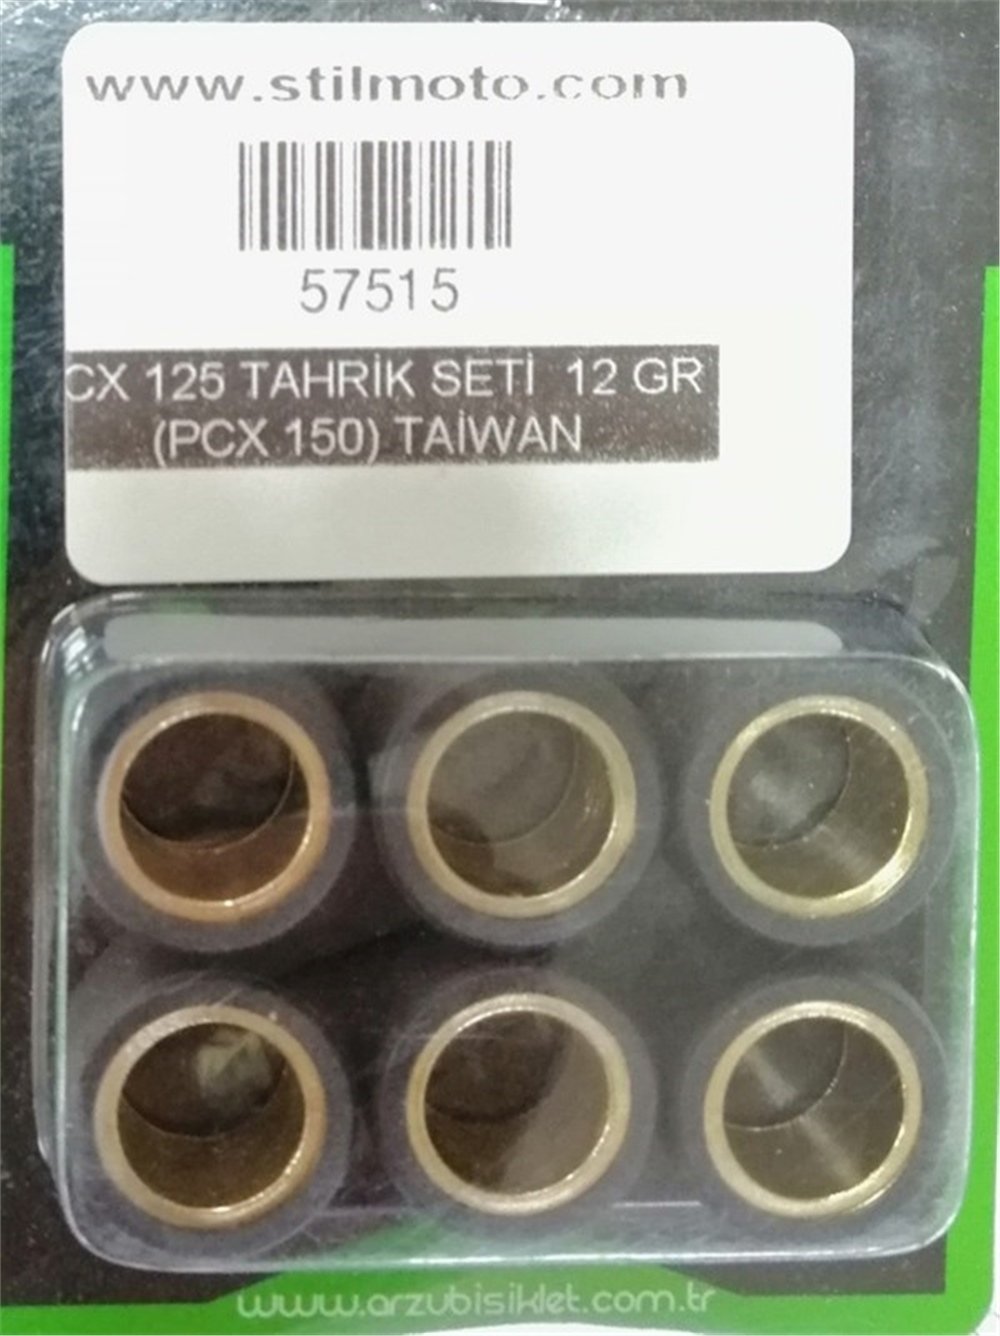 www.stilmoto.com
57515
CX 125 TAHRİK SETİ 12 GR
(PCX 150) TAİWAN
www.arzubisiklet.com.tr